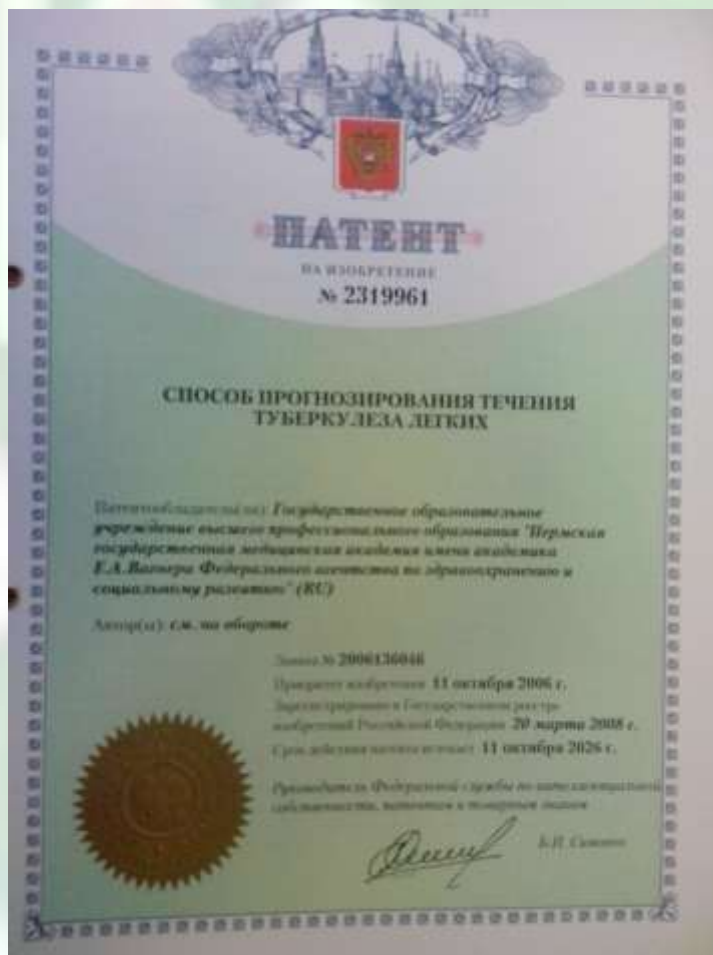 ПАТЕНТ
НА ИЗОБРЕТЕНИЕ
№ 2319961
СПОСОБ ПРОГНОЗИРОВАНИЯ ТЕЧЕНИЯ
ТУБЕРКУЛЕЗА ЛЕГКИХ
Патентообладатель(ли): Государственное образовательное
учреждение высшего профессионального образования "Пермская
государственная медицинская академия имени академика
Е.А.Вагнера Федерального агентства по здравоохранению и
социальному развитию" (RU)
Автор(ы): см. на обороте
Заявка № 2006136046
Приоритет изобретения 11 октября 2006 г.
Зарегистрировано в Государственном реестре
изобретений Российской Федерации 20 марта 2008 г.
Срок действия патента истекает 11 октября 2026 г.
Руководитель Федеральной службы по интеллектуальной
собственности, патентам и товарным знакам
Б.П. Симонов